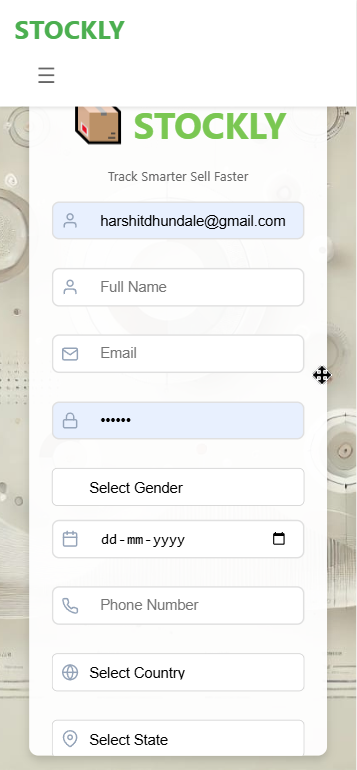 STOCKLY
STOCKLY
Track Smarter Sell Faster
harshitdhundale@gmail.com
Full Name
Email
••••••
Select Gender
dd-mm-yyyy
Phone Number
Select Country
Select State